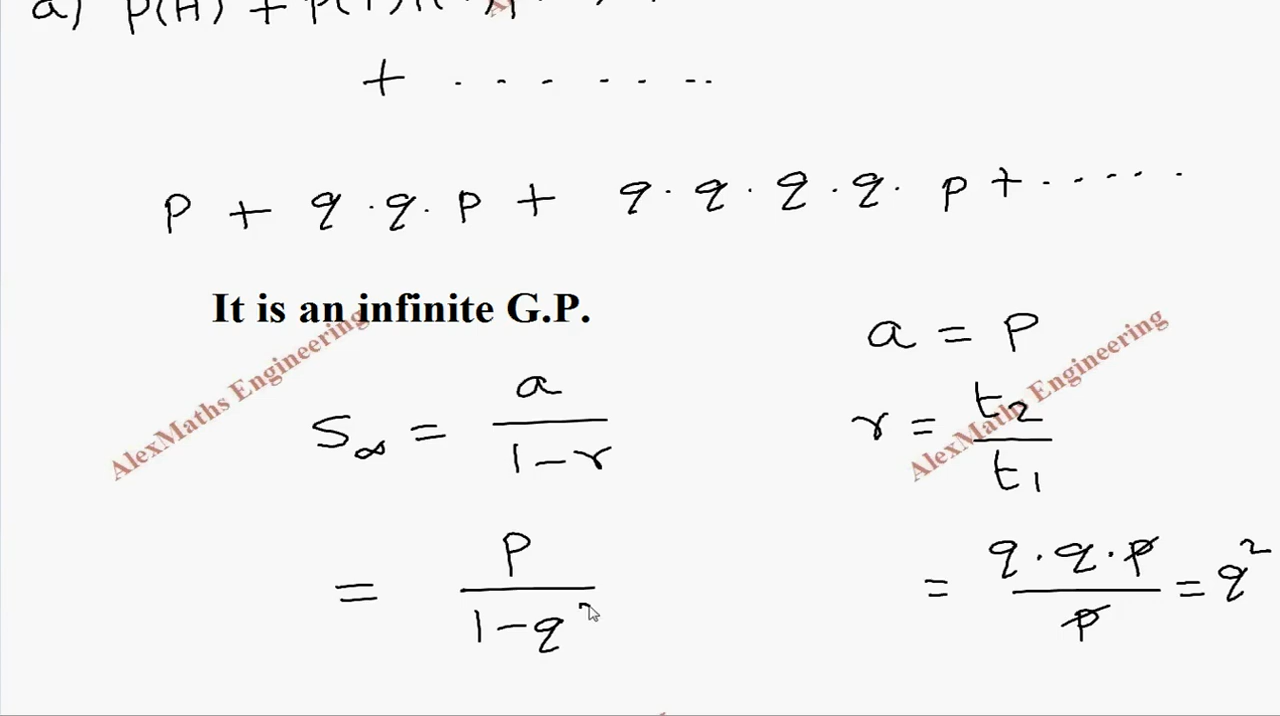 a) P(H) +
+ . . . . . . .
P + q . q . p + q . q . q . q . p + . . . . . .
It is an infinite G.P.
a = P
S∞ = a / 1 - r
r = t2 / t1
= P / 1 - q²
= q . q . p / p = q²
AlexMaths Engineering
AlexMaths Engineering